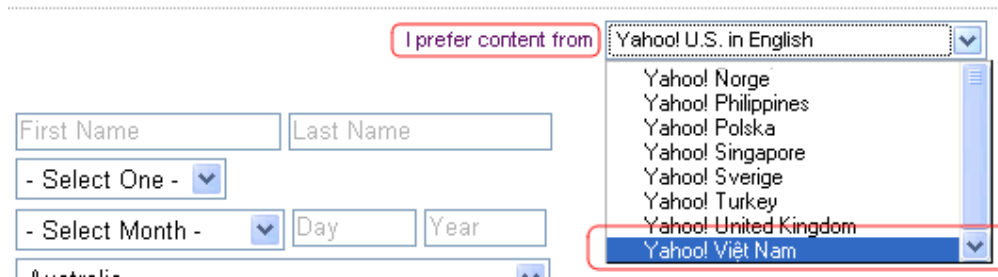 I prefer content from Yahoo! U.S. in English
Yahoo! Norge
Yahoo! Philippines
Yahoo! Polska
Yahoo! Singapore
Yahoo! Sverige
Yahoo! Turkey
Yahoo! United Kingdom
Yahoo! Việt Nam
First Name Last Name
- Select One -
- Select Month - Day Year
Australia